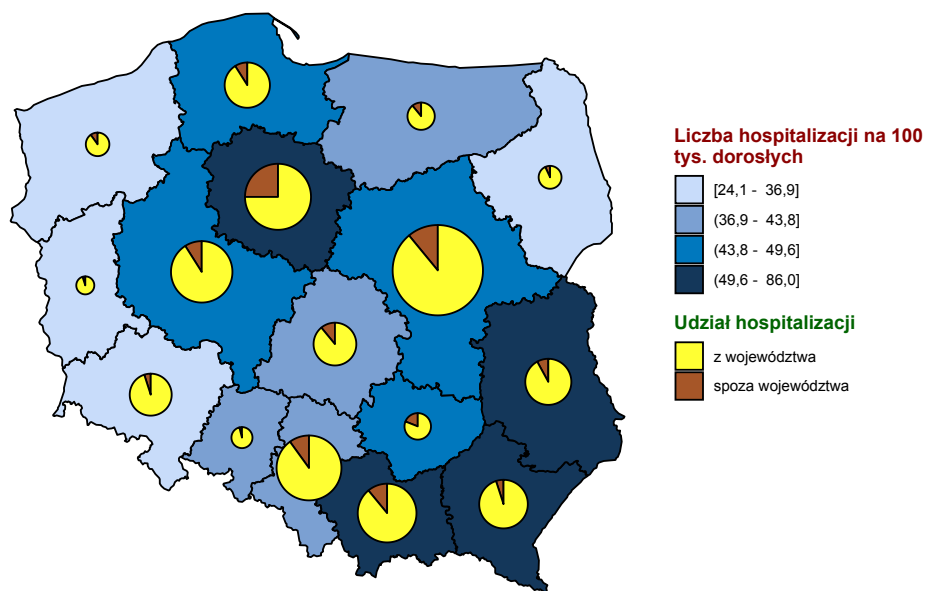 Liczba hospitalizacji na 100
tys. dorosłych
[24,1 - 36,9]
(36,9 - 43,8]
(43,8 - 49,6]
(49,6 - 86,0]
Udział hospitalizacji
z województwa
spoza województwa